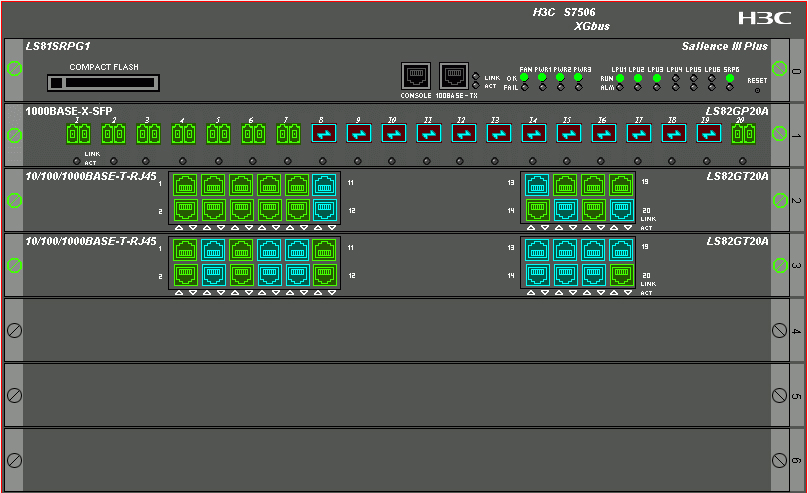 H3C S7506
XGbus
H3C
LS81SRPG1
Salience III Plus
COMPACT FLASH
CONSOLE 100BASE-TX
LINK
ACT
FAN PWR1 PWR2 PWR3
OK
FAIL
LPU1 LPU2 LPU3 LPU4 LPU5 LPU6 SRPG
RUN
ALM
RESET
0
1000BASE-X-SFP
LS82GP20A
1 2 3 4 5 6 7 8 9 10 11 12 13 14 15 16 17 18 19 20
LINK
ACT
1
10/100/1000BASE-T-RJ45
LS82GT20A
1 11 13 19
2 12 14 20
LINK
ACT
2
10/100/1000BASE-T-RJ45
LS82GT20A
1 11 13 19
2 12 14 20
LINK
ACT
3
4
5
6